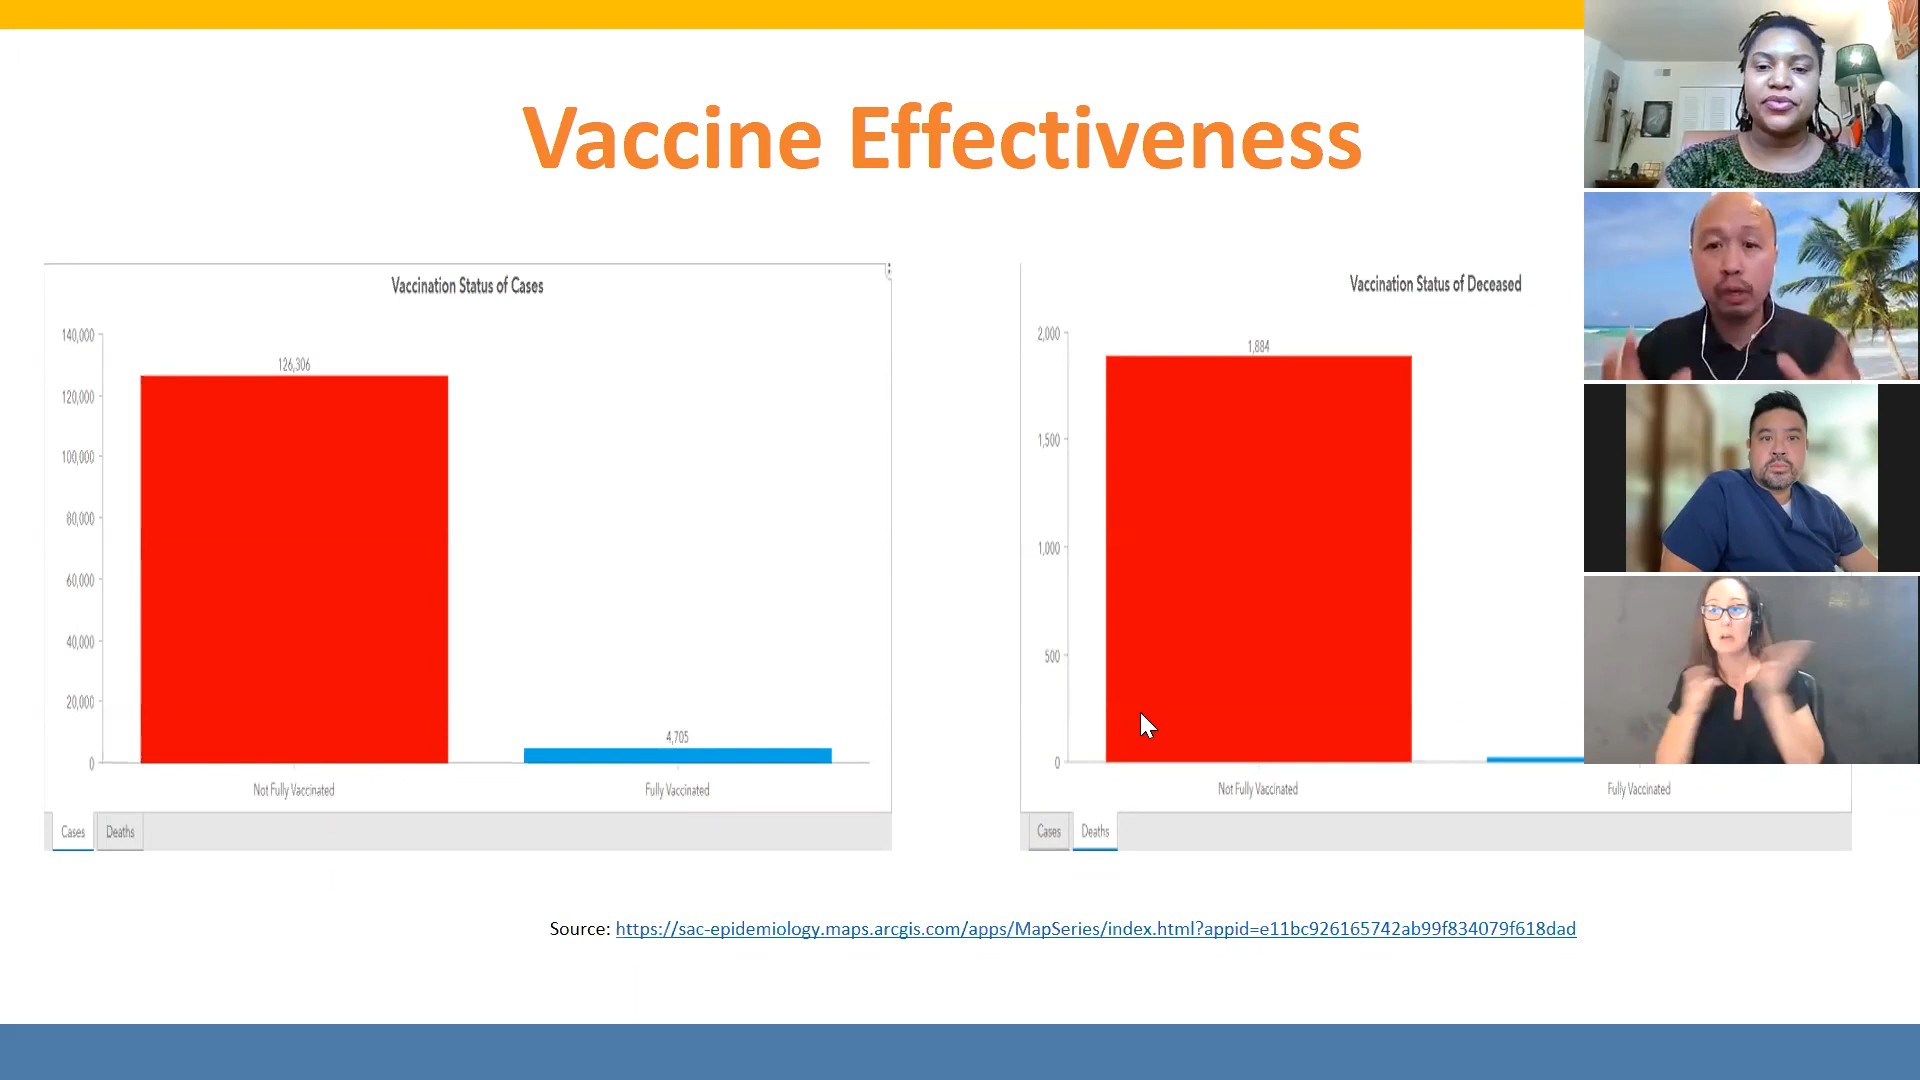 Vaccine Effectiveness
Vaccination Status of Cases
140,000
120,000
100,000
80,000
60,000
40,000
20,000
0
126,306
4,705
Not Fully Vaccinated
Fully Vaccinated
Cases
Deaths
Vaccination Status of Deceased
2,000
1,500
1,000
500
0
1,884
Not Fully Vaccinated
Fully Vaccinated
Cases
Deaths
Source: https://sac-epidemiology.maps.arcgis.com/apps/MapSeries/index.html?appid=e11bc926165742ab99f834079f618dad